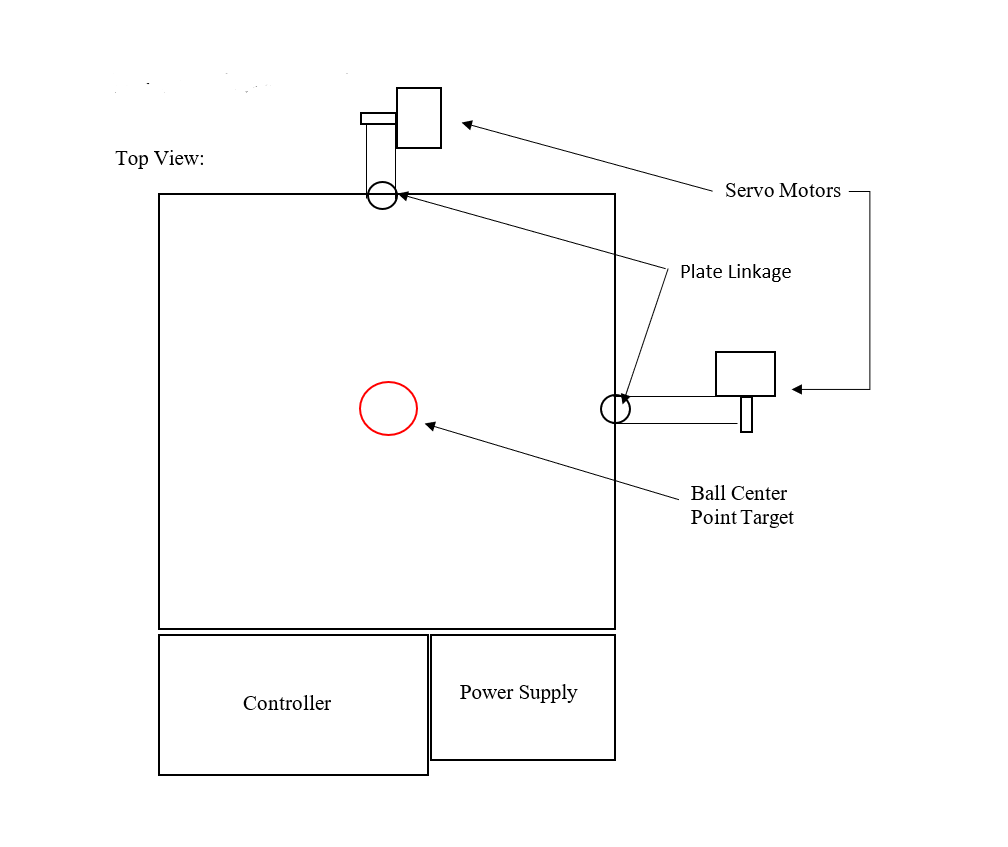 Top View:
Servo Motors
Plate Linkage
Ball Center
Point Target
Controller
Power Supply